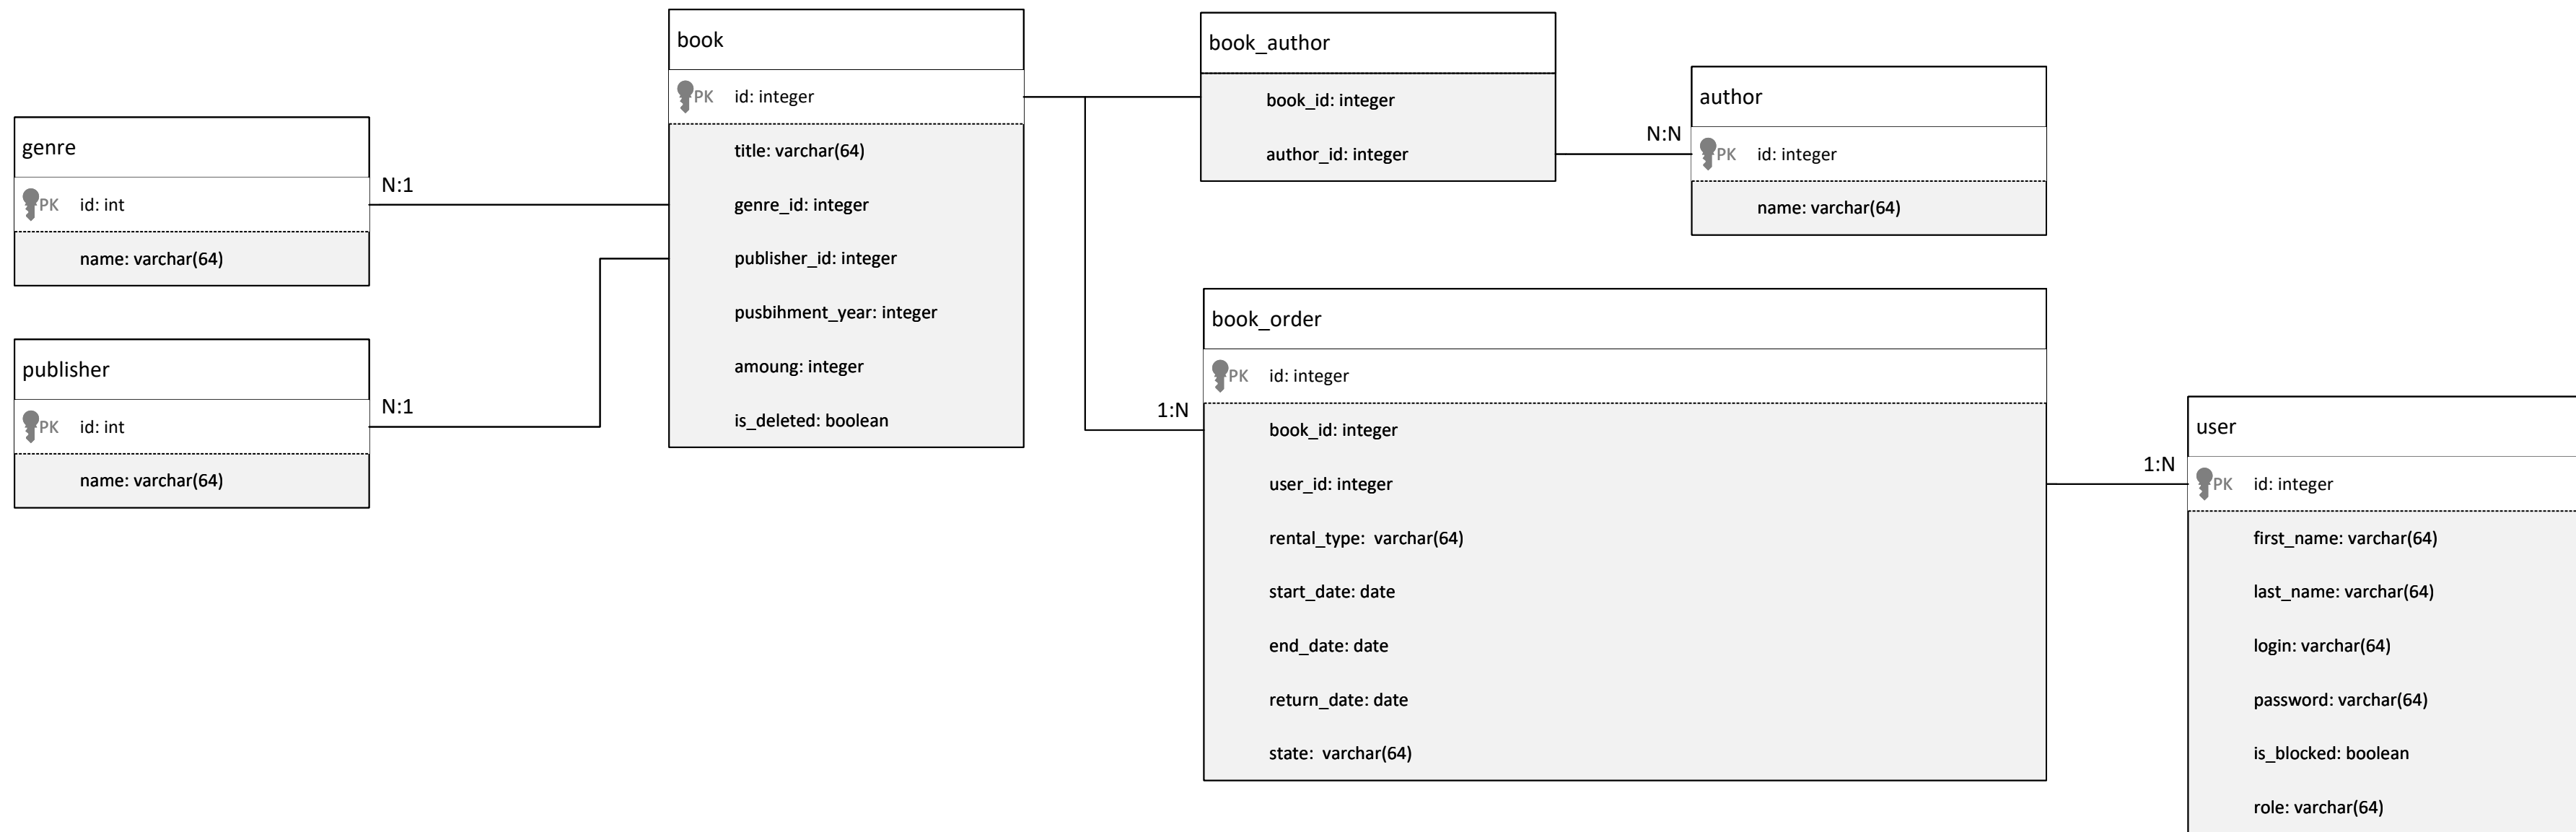 genre
PK id: int
name: varchar(64)
N:1
publisher
PK id: int
name: varchar(64)
N:1
book
PK id: integer
title: varchar(64)
genre_id: integer
publisher_id: integer
pusbihment_year: integer
amoung: integer
is_deleted: boolean
book_author
book_id: integer
author_id: integer
N:N
author
PK id: integer
name: varchar(64)
1:N
book_order
PK id: integer
book_id: integer
user_id: integer
rental_type: varchar(64)
start_date: date
end_date: date
return_date: date
state: varchar(64)
1:N
user
PK id: integer
first_name: varchar(64)
last_name: varchar(64)
login: varchar(64)
password: varchar(64)
is_blocked: boolean
role: varchar(64)